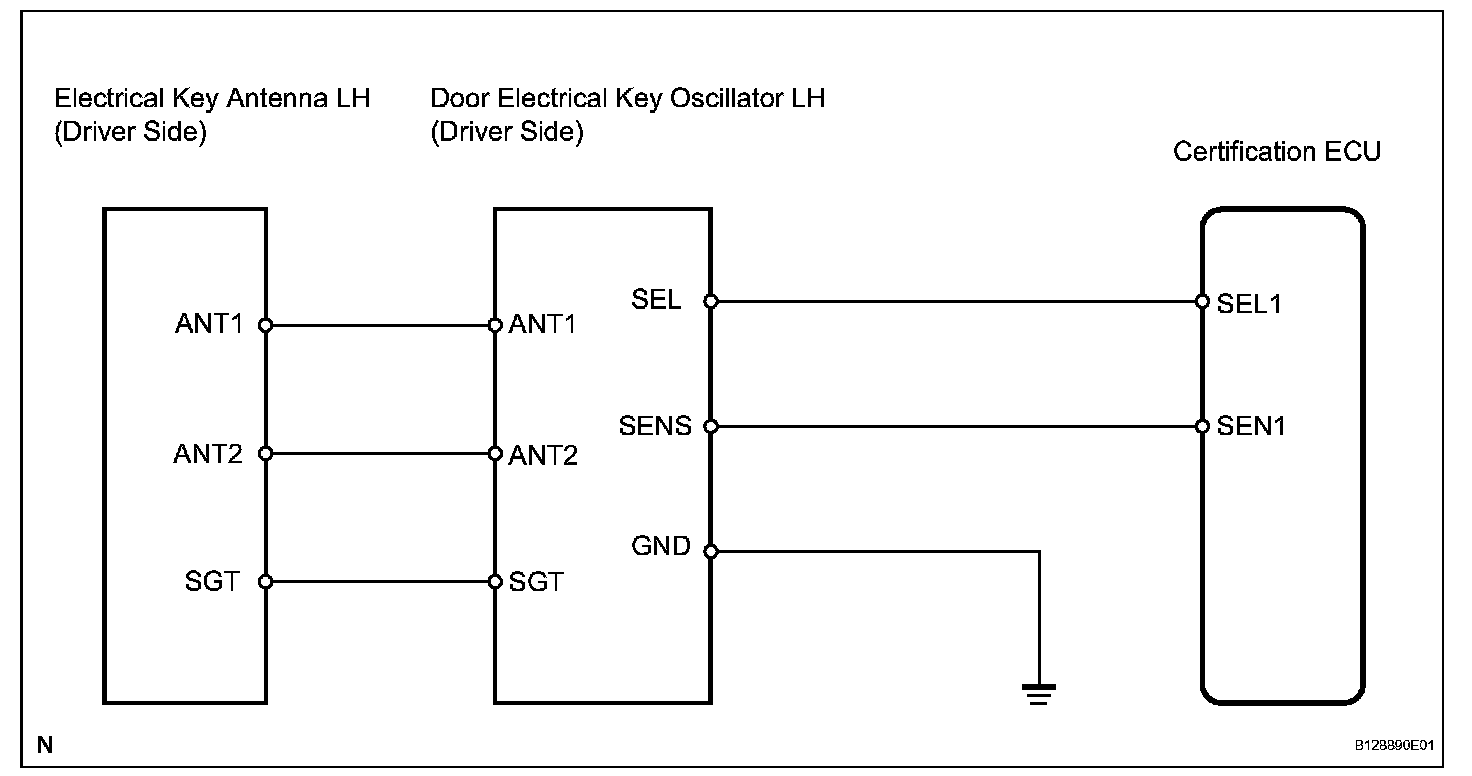 Electrical Key Antenna LH
(Driver Side)
Door Electrical Key Oscillator LH
(Driver Side)
Certification ECU
ANT1
ANT2
SGT
ANT1
ANT2
SGT
SEL
SENS
GND
SEL1
SEN1
N
B128890E01